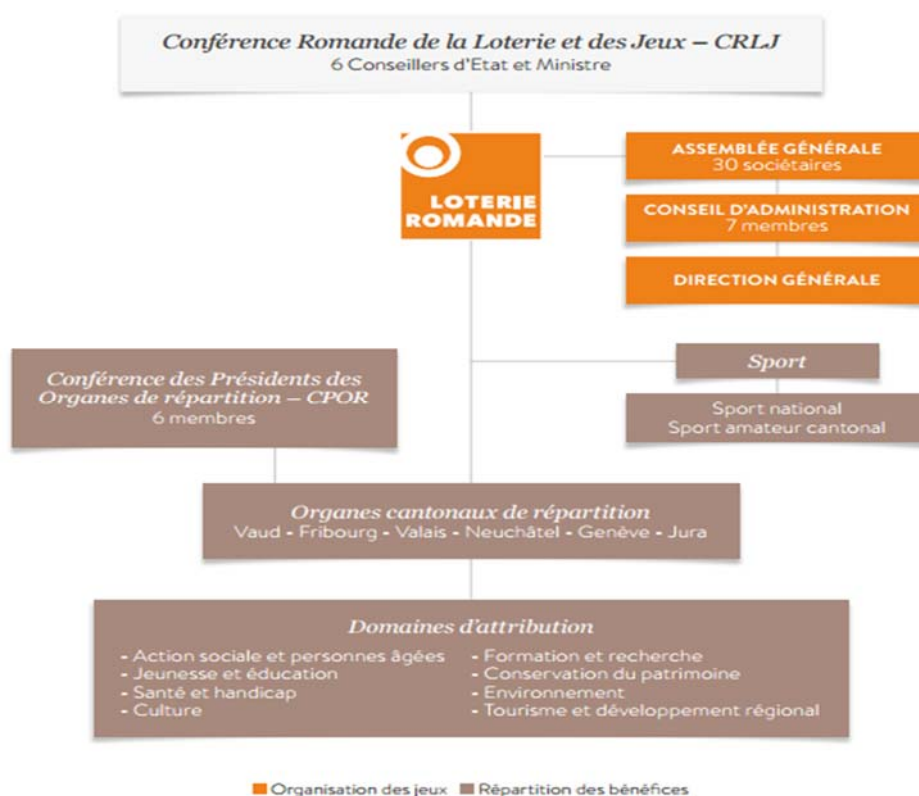 Conférence Romande de la Loterie et des Jeux – CRLJ
6 Conseillers d'Etat et Ministre
LOTERIE
ROMANDE
ASSEMBLÉE GÉNÉRALE
30 sociétaires
CONSEIL D'ADMINISTRATION
7 membres
DIRECTION GÉNÉRALE
Conférence des Présidents des
Organes de répartition – CPOR
6 membres
Sport
Sport national
Sport amateur cantonal
Organes cantonaux de répartition
Vaud - Fribourg - Valais - Neuchâtel - Genève - Jura
Domaines d'attribution
- Action sociale et personnes âgées
- Jeunesse et éducation
- Santé et handicap
- Culture
- Formation et recherche
- Conservation du patrimoine
- Environnement
- Tourisme et développement régional
Organisation des jeux
Répartition des bénéfices